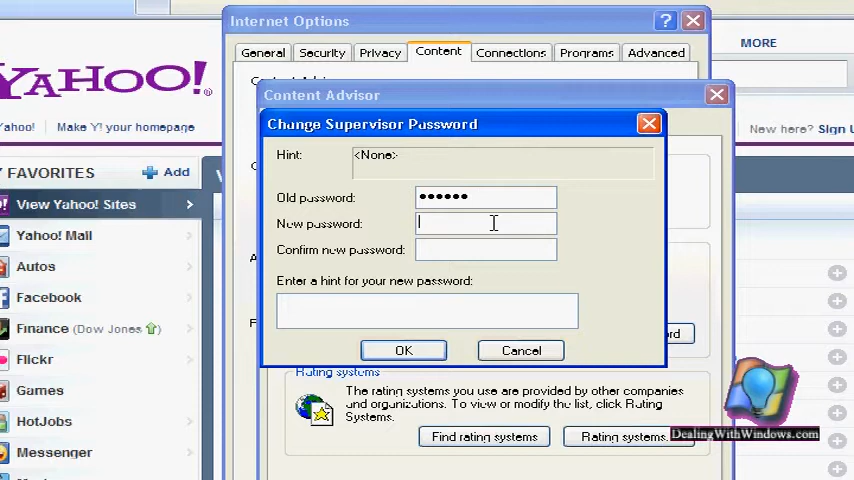 Internet Options
MORE
General Security Privacy Content Connections Programs Advanced
YAHOO!
Content Advisor
Yahoo! Make Y! your homepage
Change Supervisor Password
New here? Sign
Hint: <None>
FAVORITES Add
Old password: ••••••
View Yahoo! Sites
New password:
Yahoo! Mail
Confirm new password:
Autos
Enter a hint for your new password:
Facebook
Finance (Dow Jones)
OK Cancel
Flickr
Rating systems
Games
The rating systems you use are provided by other companies
and organizations. To view or modify the list, click Rating
Systems.
HotJobs
Find rating systems Rating systems.
DealingWithWindows.com
Messenger